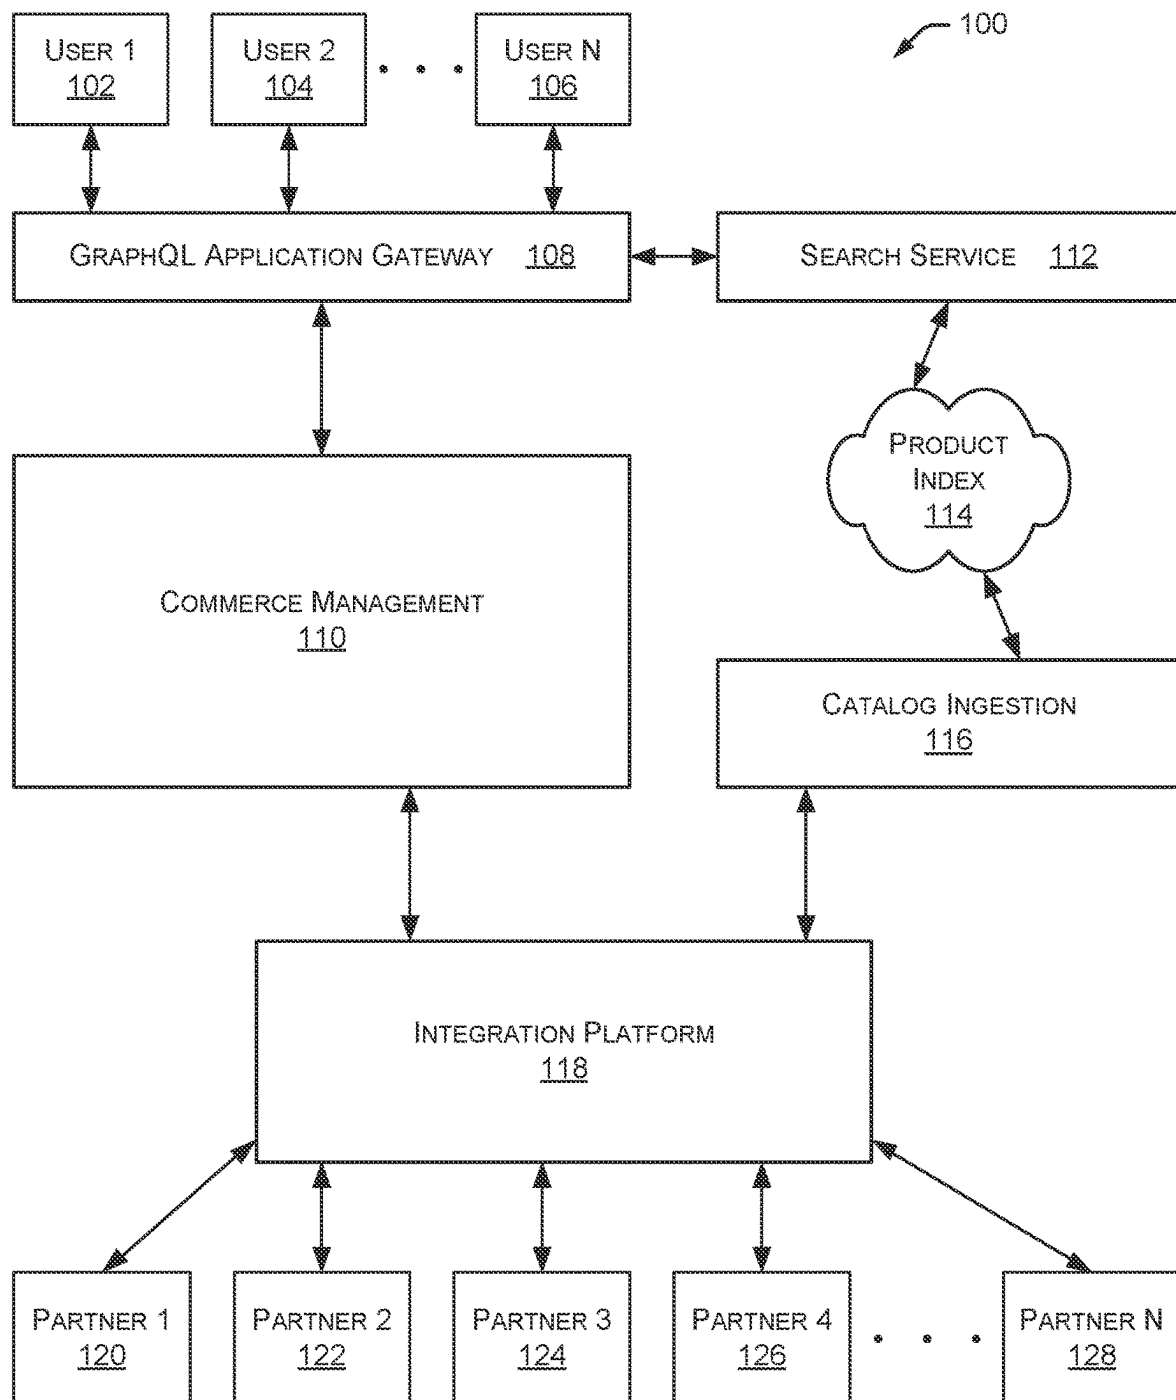 100
USER 1
102
USER 2
104
USER N
106
GRAPHQL APPLICATION GATEWAY 108
SEARCH SERVICE 112
PRODUCT
INDEX
114
COMMERCE MANAGEMENT
110
CATALOG INGESTION
116
INTEGRATION PLATFORM
118
PARTNER 1
120
PARTNER 2
122
PARTNER 3
124
PARTNER 4
126
PARTNER N
128